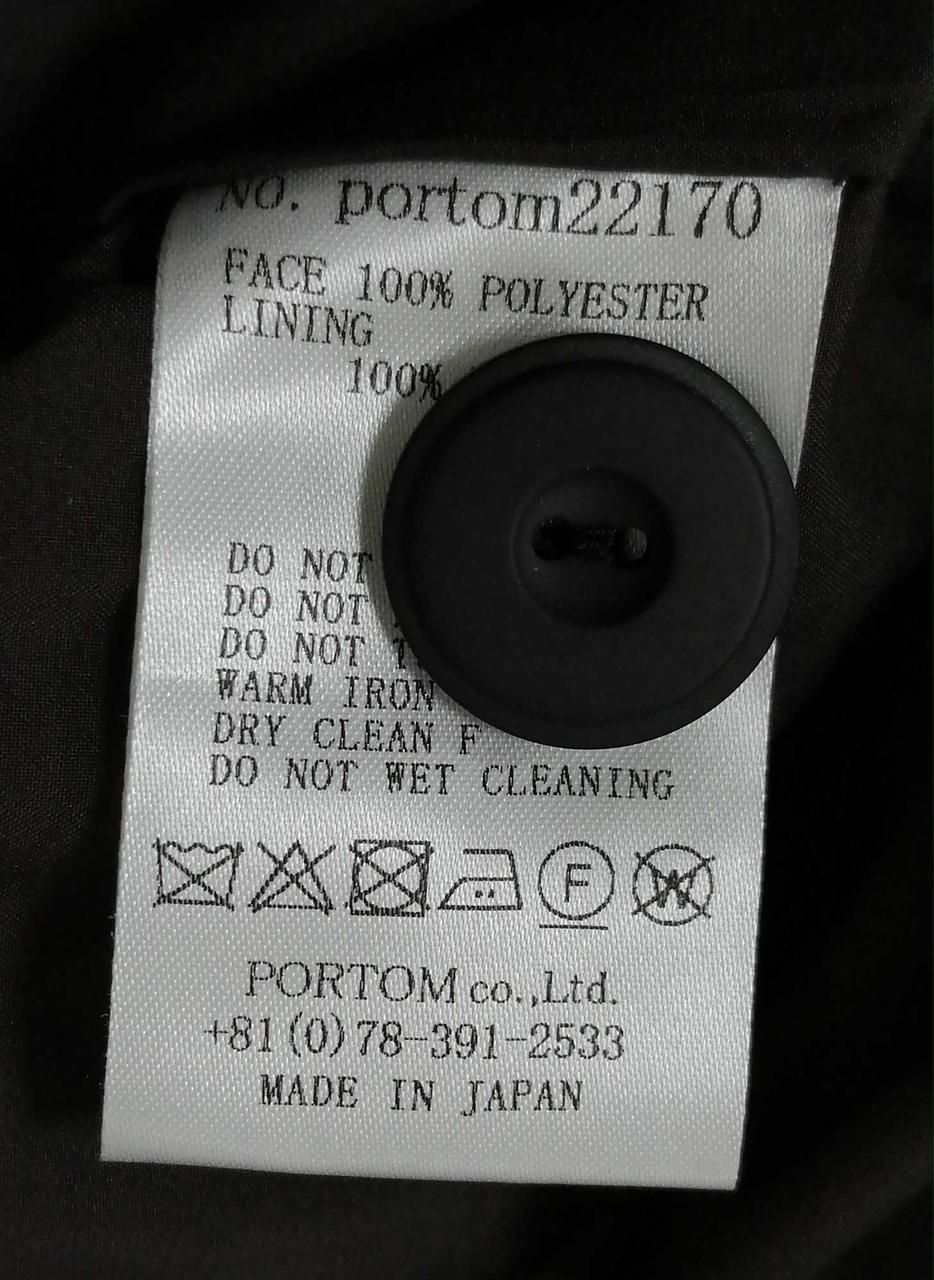 NO. portom22170
FACE 100% POLYESTER
LINING
100%
DO NOT
DO NOT
DO NOT
WARM IRON
DRY CLEAN F
DO NOT WET CLEANING
F
W
PORTOM co.,Ltd.
+81(0)78-391-2533
MADE IN JAPAN